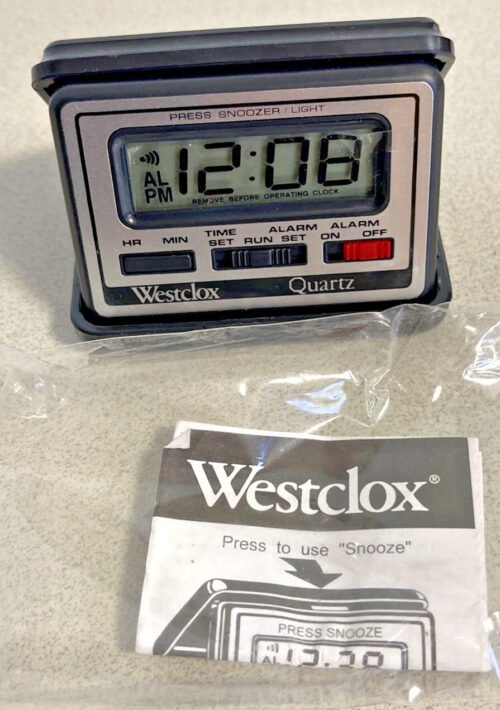 PRESS SNOOZER / LIGHT
AL
PM
12:08
REMOVE BEFORE OPERATING CLOCK
HR MIN TIME SET RUN ALARM SET ALARM ON OFF
Westclox Quartz
Westclox®
Press to use "Snooze"
PRESS SNOOZE
AL